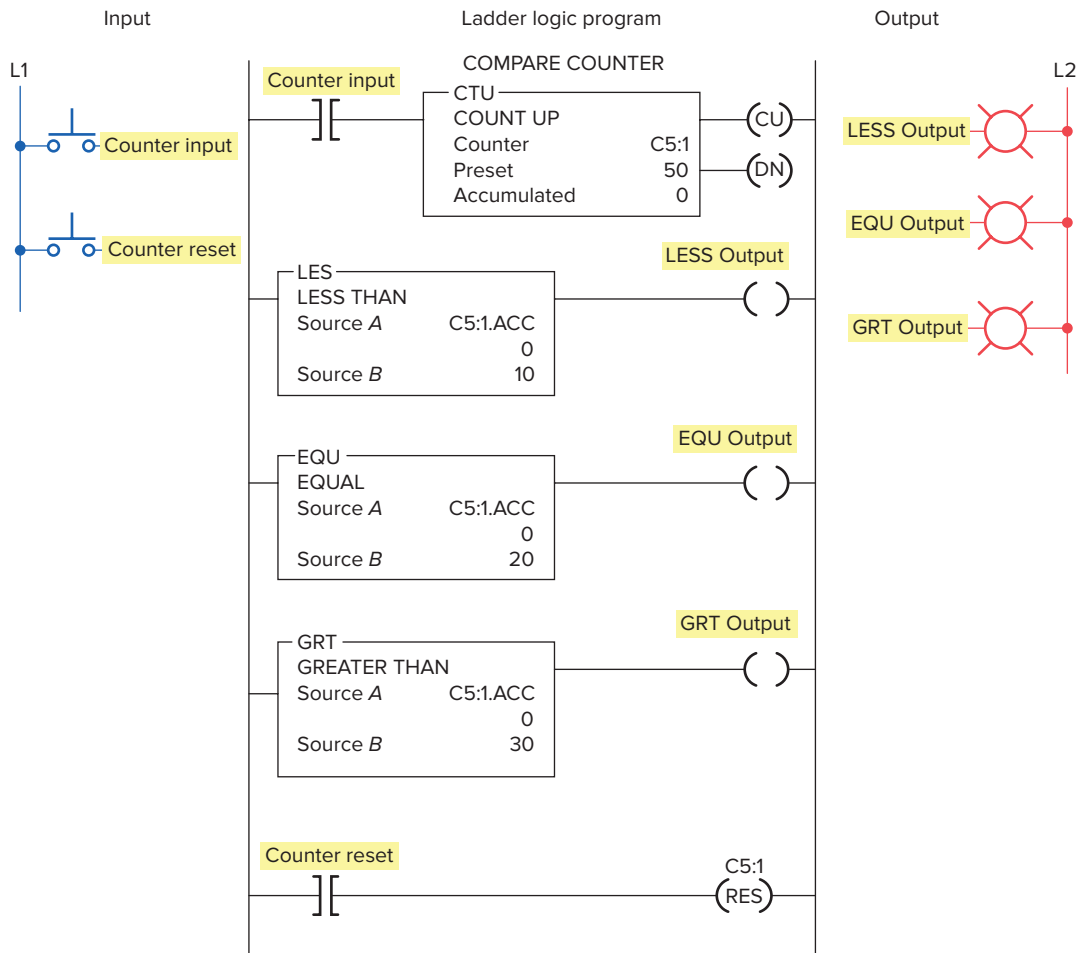 Input
Ladder logic program
Output
L1
L2
COMPARE COUNTER
Counter input
Counter input
CTU
COUNT UP
Counter C5:1
Preset 50
Accumulated 0
CU
DN
LESS Output
Counter reset
EQU Output
LESS Output
LES
LESS THAN
Source A C5:1.ACC
0
Source B 10
GRT Output
EQU Output
EQU
EQUAL
Source A C5:1.ACC
0
Source B 20
GRT Output
GRT
GREATER THAN
Source A C5:1.ACC
0
Source B 30
Counter reset
C5:1
RES